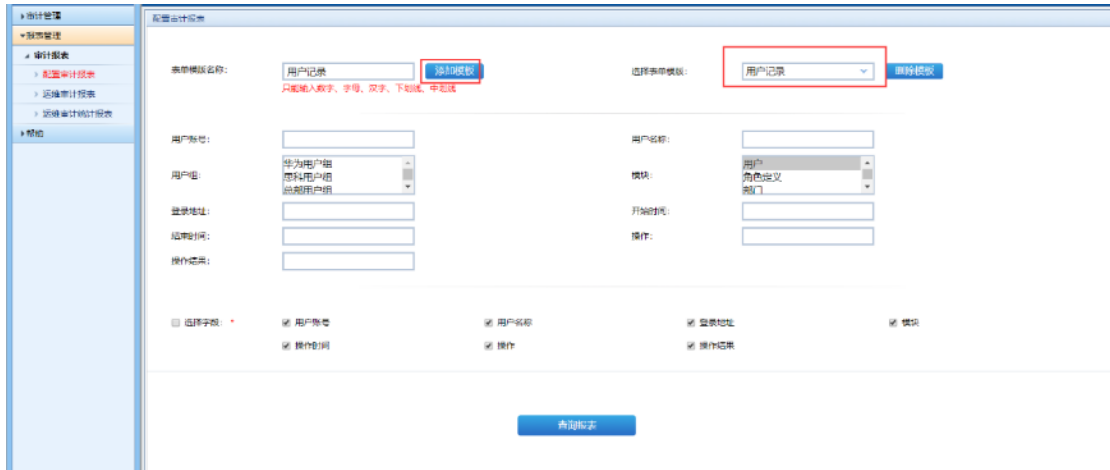 审计管理
报表管理
审计报表
配置审计报表
运维审计报表
运维审计统计报表
帮助
配置审计报表
表单模版名称：
用户记录
添加模板
选择表单模版：
用户记录
删除模板
只能输入数字、字母、汉字、下划线、中划线
用户账号：
用户名称：
用户组：
华为用户组
思科用户组
总部用户组
模块：
用户
角色定义
部门
登录地址：
开始时间：
结束时间：
操作：
操作结果：
选择字段： *
用户账号
用户名称
登录地址
模块
操作时间
操作
操作结果
查询报表